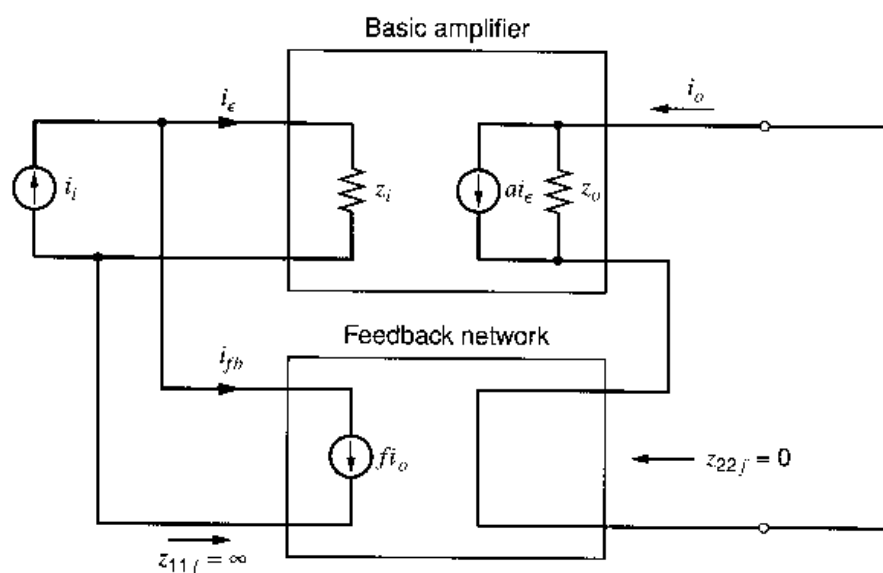 Basic amplifier
i_ϵ
i_o
i_i
z_i
ai_ϵ
z_o
Feedback network
i_fb
fi_o
z_22f = 0
z_11f = ∞